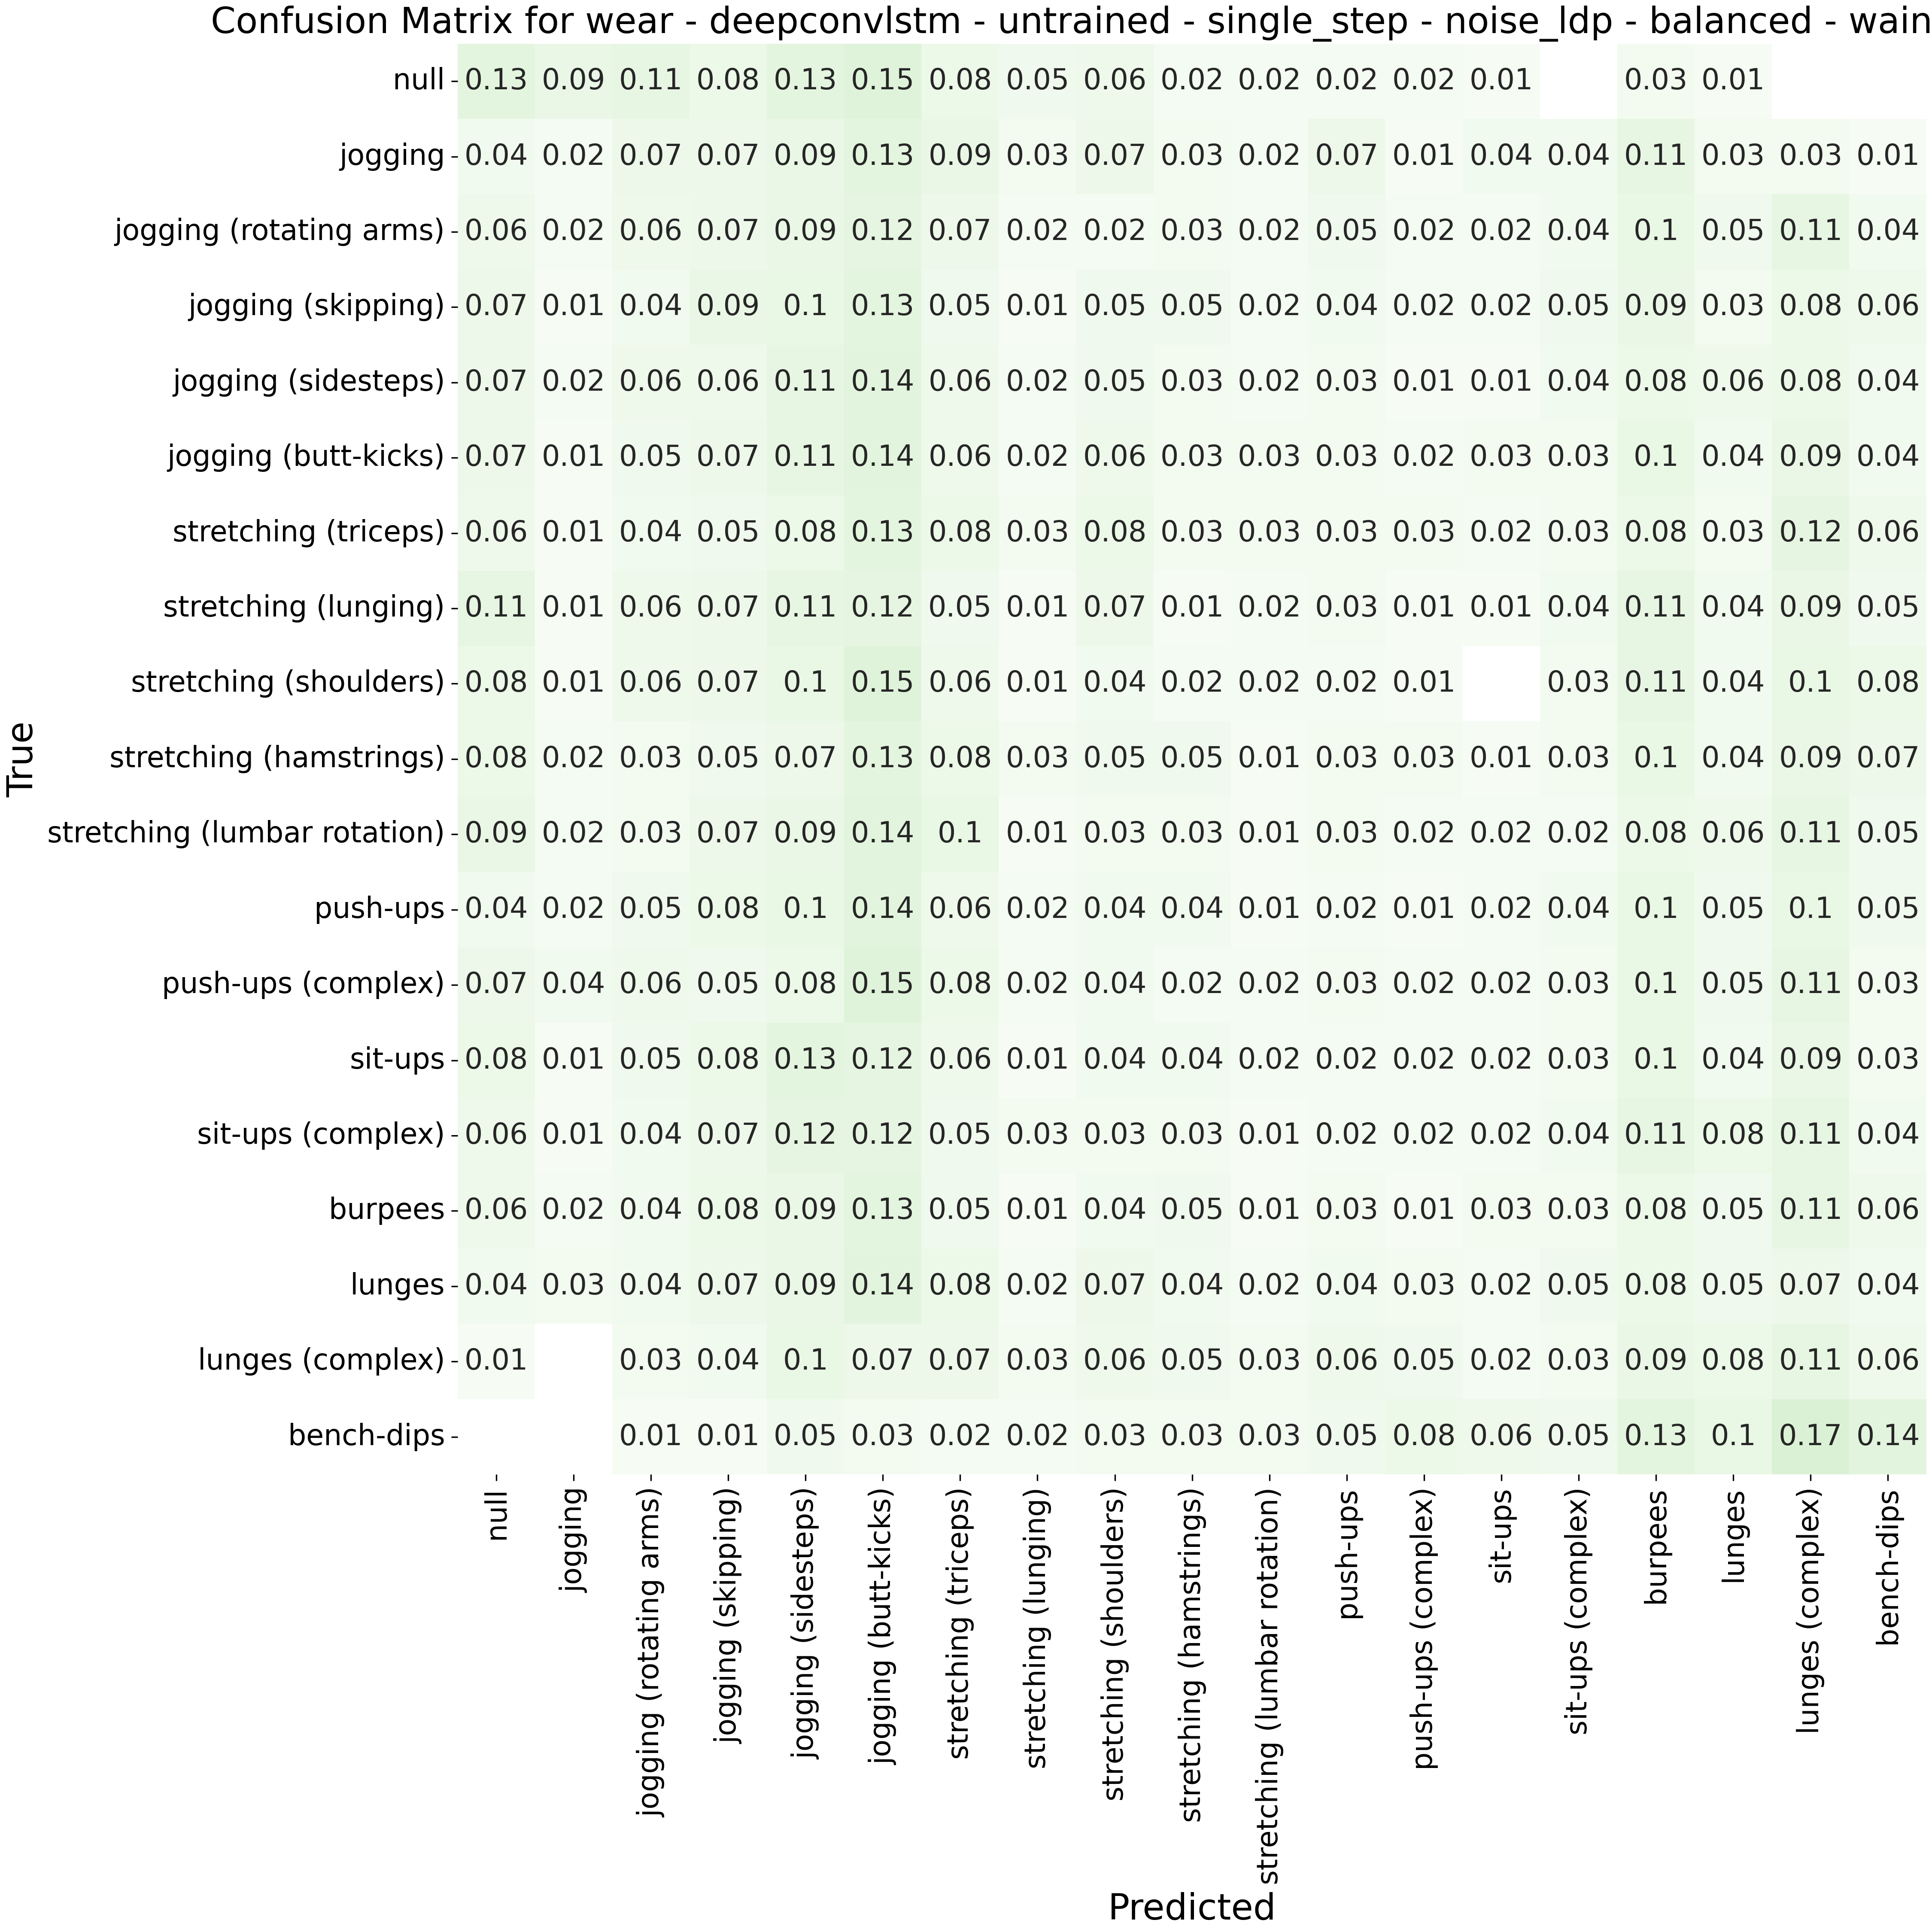 Confusion Matrix for wear - deepconvlstm - untrained - single_step - noise_ldp - balanced - wain
null 0.13 0.09 0.11 0.08 0.13 0.15 0.08 0.05 0.06 0.02 0.02 0.02 0.02 0.01 0.03 0.01
jogging 0.04 0.02 0.07 0.07 0.09 0.13 0.09 0.03 0.07 0.03 0.02 0.07 0.01 0.04 0.04 0.11 0.03 0.03 0.01
jogging (rotating arms) 0.06 0.02 0.06 0.07 0.09 0.12 0.07 0.02 0.02 0.03 0.02 0.05 0.02 0.02 0.04 0.1 0.05 0.11 0.04
jogging (skipping) 0.07 0.01 0.04 0.09 0.1 0.13 0.05 0.01 0.05 0.05 0.02 0.04 0.02 0.02 0.05 0.09 0.03 0.08 0.06
jogging (sidesteps) 0.07 0.02 0.06 0.06 0.11 0.14 0.06 0.02 0.05 0.03 0.02 0.03 0.01 0.01 0.04 0.08 0.06 0.08 0.04
jogging (butt-kicks) 0.07 0.01 0.05 0.07 0.11 0.14 0.06 0.02 0.06 0.03 0.03 0.03 0.02 0.03 0.03 0.1 0.04 0.09 0.04
stretching (triceps) 0.06 0.01 0.04 0.05 0.08 0.13 0.08 0.03 0.08 0.03 0.03 0.03 0.03 0.02 0.03 0.08 0.03 0.12 0.06
stretching (lunging) 0.11 0.01 0.06 0.07 0.11 0.12 0.05 0.01 0.07 0.01 0.02 0.03 0.01 0.01 0.04 0.11 0.04 0.09 0.05
stretching (shoulders) 0.08 0.01 0.06 0.07 0.1 0.15 0.06 0.01 0.04 0.02 0.02 0.02 0.01 0.03 0.11 0.04 0.1 0.08
stretching (hamstrings) 0.08 0.02 0.03 0.05 0.07 0.13 0.08 0.03 0.05 0.05 0.01 0.03 0.03 0.01 0.03 0.1 0.04 0.09 0.07
stretching (lumbar rotation) 0.09 0.02 0.03 0.07 0.09 0.14 0.1 0.01 0.03 0.03 0.01 0.03 0.02 0.02 0.02 0.08 0.06 0.11 0.05
push-ups 0.04 0.02 0.05 0.08 0.1 0.14 0.06 0.02 0.04 0.04 0.01 0.02 0.01 0.02 0.04 0.1 0.05 0.1 0.05
push-ups (complex) 0.07 0.04 0.06 0.05 0.08 0.15 0.08 0.02 0.04 0.02 0.02 0.03 0.02 0.02 0.03 0.1 0.05 0.11 0.03
sit-ups 0.08 0.01 0.05 0.08 0.13 0.12 0.06 0.01 0.04 0.04 0.02 0.02 0.02 0.02 0.03 0.1 0.04 0.09 0.03
sit-ups (complex) 0.06 0.01 0.04 0.07 0.12 0.12 0.05 0.03 0.03 0.03 0.01 0.02 0.02 0.02 0.04 0.11 0.08 0.11 0.04
burpees 0.06 0.02 0.04 0.08 0.09 0.13 0.05 0.01 0.04 0.05 0.01 0.03 0.01 0.03 0.03 0.08 0.05 0.11 0.06
lunges 0.04 0.03 0.04 0.07 0.09 0.14 0.08 0.02 0.07 0.04 0.02 0.04 0.03 0.02 0.05 0.08 0.05 0.07 0.04
lunges (complex) 0.01 0.03 0.04 0.1 0.07 0.07 0.03 0.06 0.05 0.03 0.06 0.05 0.02 0.03 0.09 0.08 0.11 0.06
bench-dips 0.01 0.01 0.05 0.03 0.02 0.02 0.03 0.03 0.03 0.05 0.08 0.06 0.05 0.13 0.1 0.17 0.14
True
null
jogging
jogging (rotating arms)
jogging (skipping)
jogging (sidesteps)
jogging (butt-kicks)
stretching (triceps)
stretching (lunging)
stretching (shoulders)
stretching (hamstrings)
stretching (lumbar rotation)
push-ups
push-ups (complex)
sit-ups
sit-ups (complex)
burpees
lunges
lunges (complex)
bench-dips
Predicted